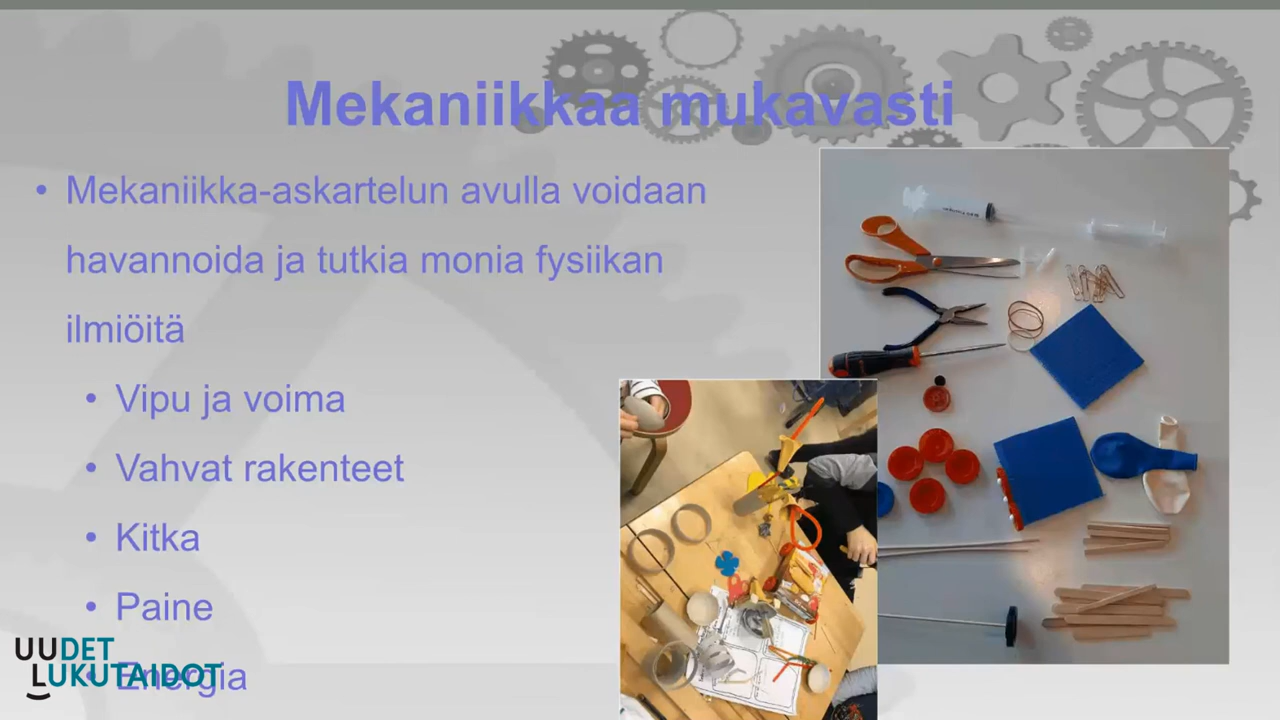 Mekaniikkaa mukavasti
• Mekaniikka-askartelun avulla voidaan
havannoida ja tutkia monia fysiikan
ilmiöitä
• Vipu ja voima
• Vahvat rakenteet
• Kitka
• Paine
• Energia
UUDET
LUKUTAIDOT